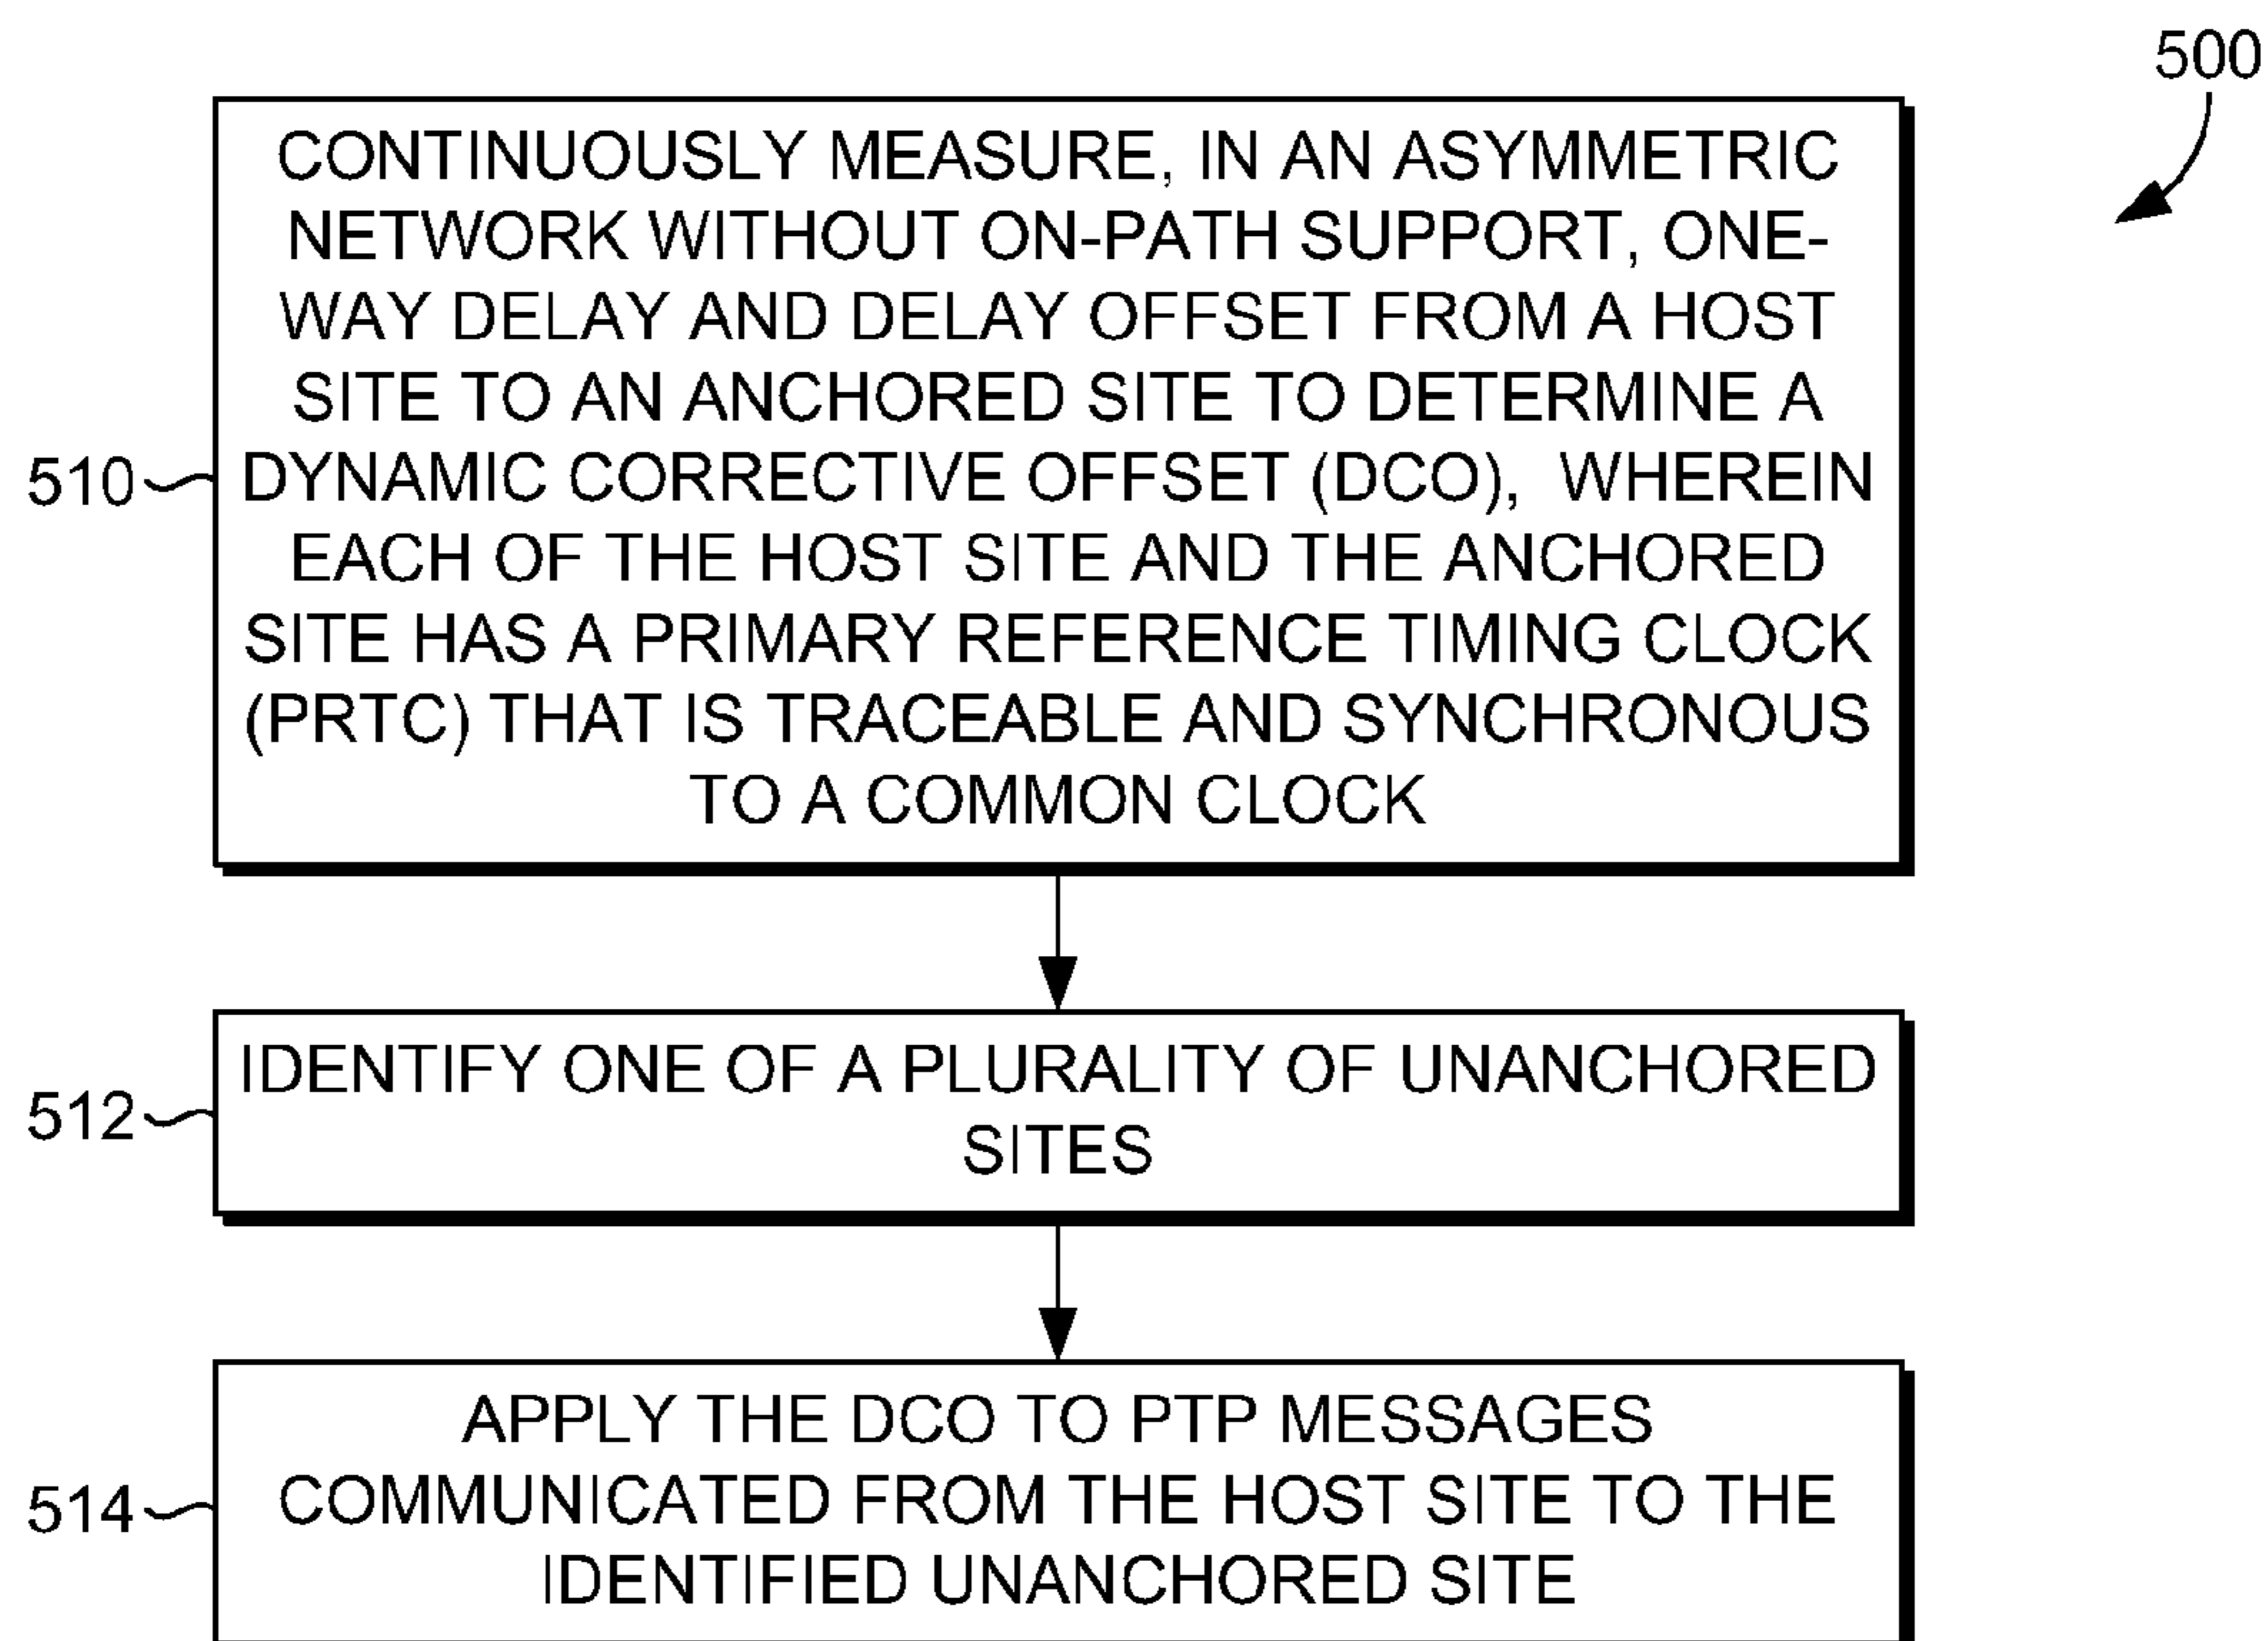 500
CONTINUOUSLY MEASURE, IN AN ASYMMETRIC
NETWORK WITHOUT ON-PATH SUPPORT, ONE-
WAY DELAY AND DELAY OFFSET FROM A HOST
SITE TO AN ANCHORED SITE TO DETERMINE A
DYNAMIC CORRECTIVE OFFSET (DCO), WHEREIN
EACH OF THE HOST SITE AND THE ANCHORED
SITE HAS A PRIMARY REFERENCE TIMING CLOCK
(PRTC) THAT IS TRACEABLE AND SYNCHRONOUS
TO A COMMON CLOCK
510
IDENTIFY ONE OF A PLURALITY OF UNANCHORED
SITES
512
APPLY THE DCO TO PTP MESSAGES
COMMUNICATED FROM THE HOST SITE TO THE
IDENTIFIED UNANCHORED SITE
514